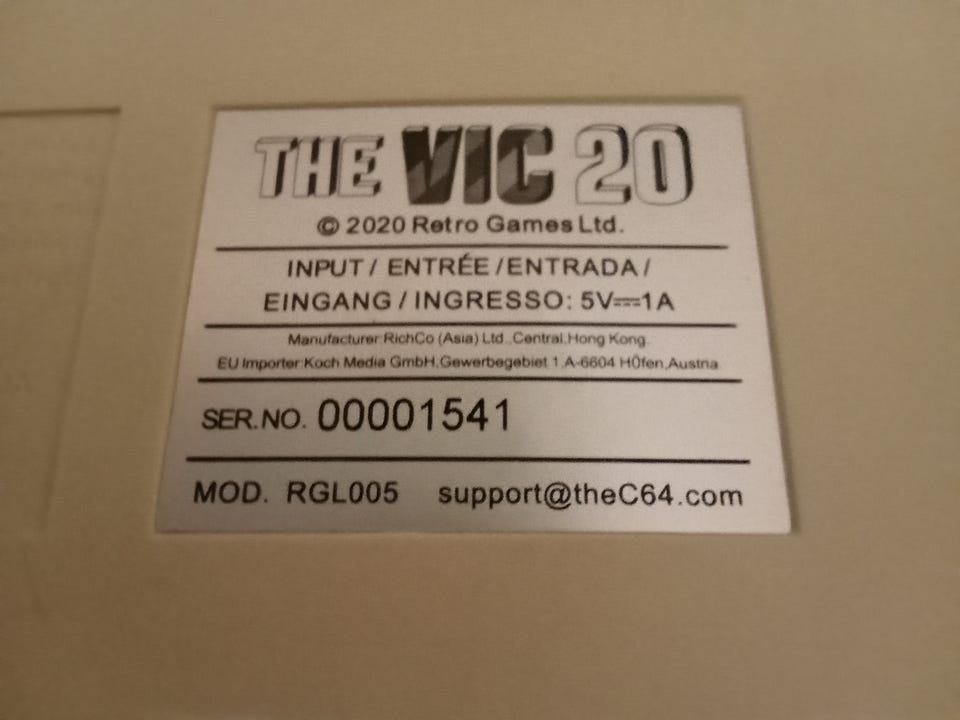 THE VIC 20
© 2020 Retro Games Ltd.
INPUT / ENTRÉE / ENTRADA /
EINGANG / INGRESSO: 5V⎓1A
Manufacturer:RichCo (Asia) Ltd.,Central,Hong Kong.
EU Importer:Koch Media GmbH,Gewerbegebiet 1,A-6604 HÖfen,Austria
SER.NO. 00001541
MOD. RGL005 support@theC64.com